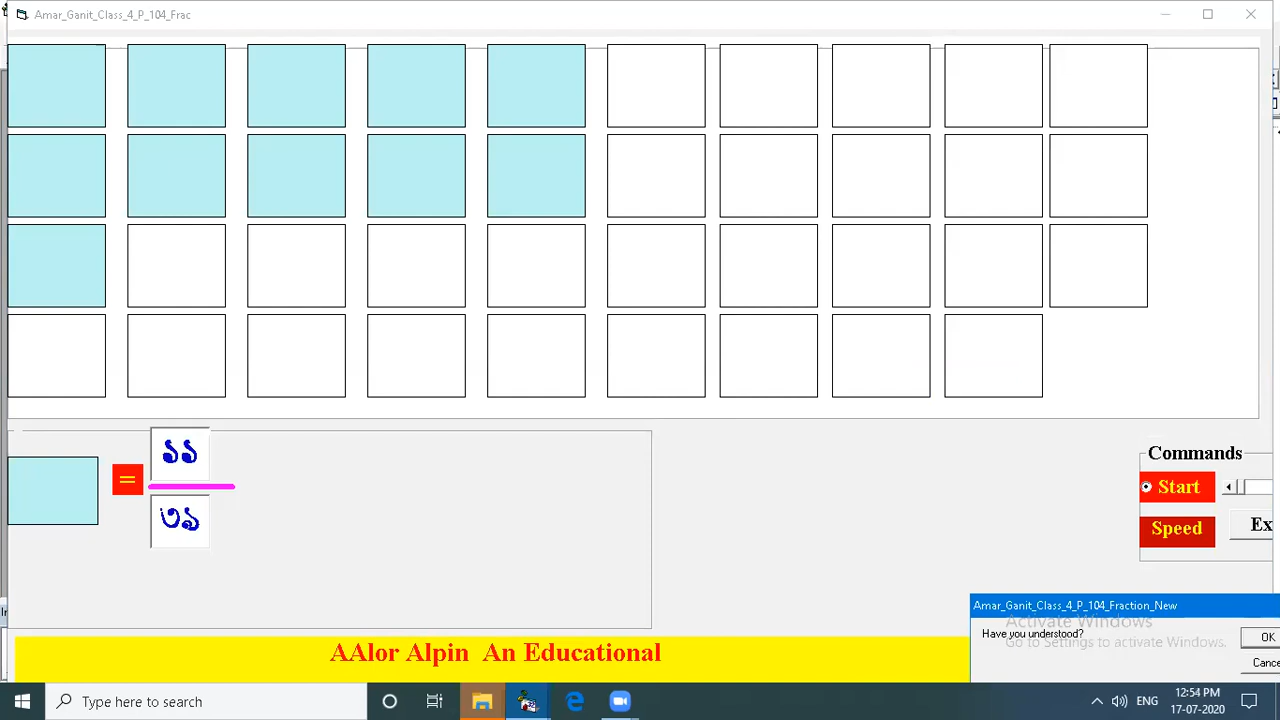 Amar_Ganit_Class_4_P_104_Frac
=
১১
৩৯
Commands
Start
Speed
Ex
Amar_Ganit_Class_4_P_104_Fraction_New
Have you understood?
OK
Cance
Activate Windows
Go to Settings to activate Windows.
AAlor Alpin An Educational
Type here to search
ENG
12:54 PM
17-07-2020